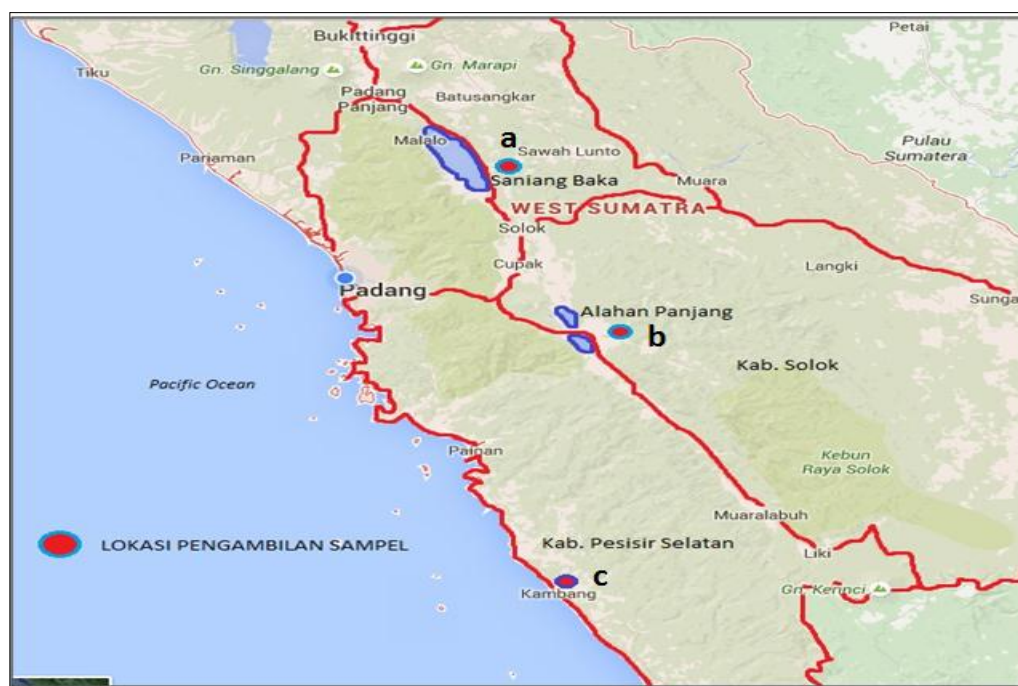 Petai
Bukittinggi
Gn. Singgalang
Gn. Marapi
Tiku
Padang
Panjang
Batusangkar
a
Malalo
Sawah Lunto
Pulau
Sumatera
Pariaman
Saniang Baka
Muara
WEST SUMATRA
Solok
Cupak
Langki
Padang
Sunga
Alahan Panjang
b
Kab. Solok
Pacific Ocean
Painan
Kebun
Raya Solok
Muaralabuh
LOKASI PENGAMBILAN SAMPEL
Kab. Pesisir Selatan
Liki
c
Kambang
Gn. Kerinci